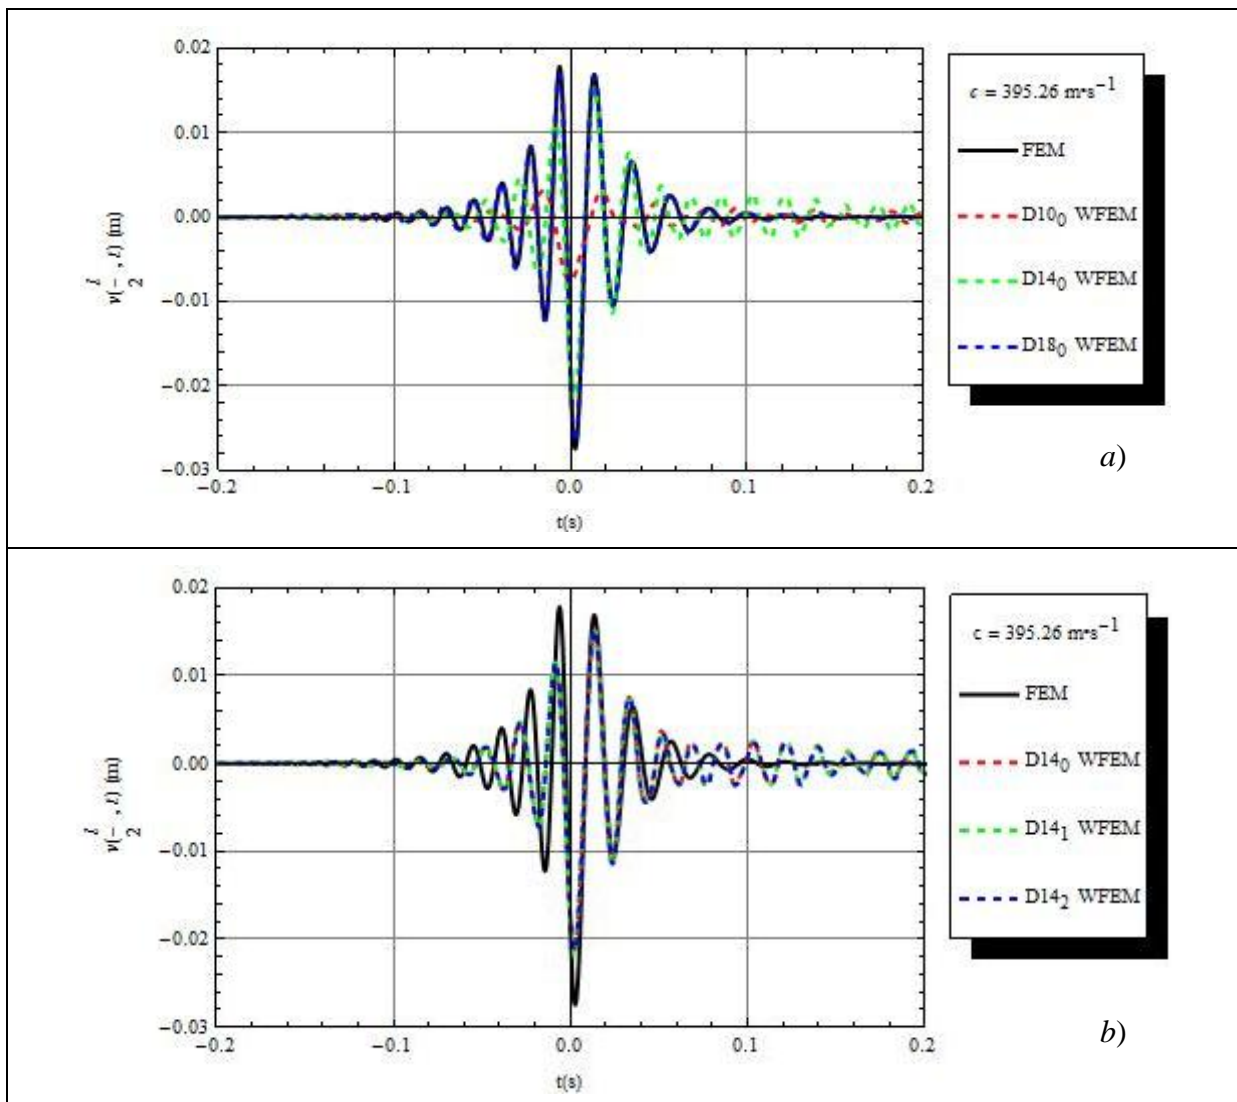 0.02
0.01
0.00
−0.01
−0.02
−0.03
−0.2
−0.1
0.0
0.1
0.2
v(l/2, t) (m)
t(s)
c = 395.26 m•s⁻¹
FEM
D10₀ WFEM
D14₀ WFEM
D18₀ WFEM
a)
0.02
0.01
0.00
−0.01
−0.02
−0.03
−0.2
−0.1
0.0
0.1
0.2
v(l/2, t) (m)
t(s)
c = 395.26 m•s⁻¹
FEM
D14₀ WFEM
D14₁ WFEM
D14₂ WFEM
b)